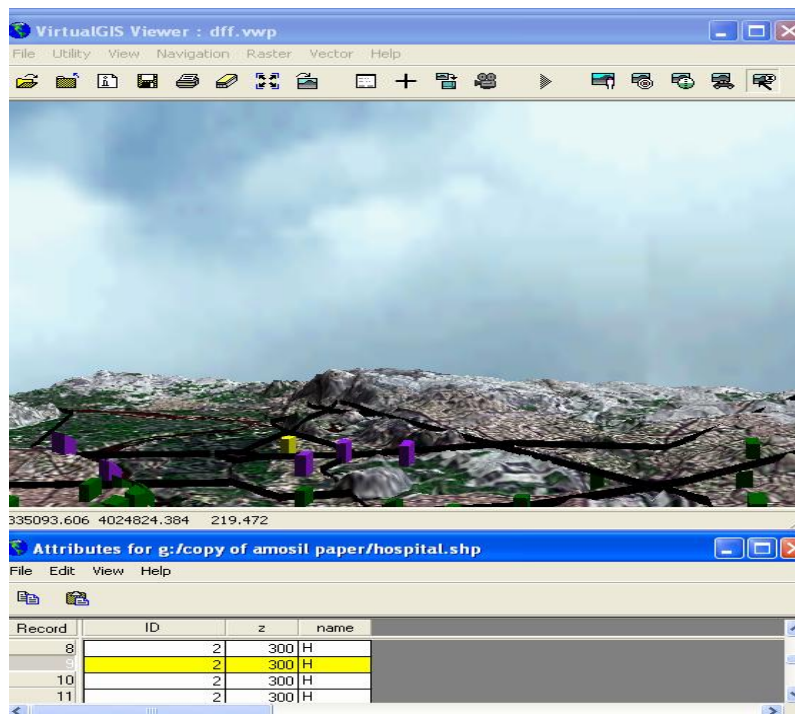 VirtualGIS Viewer : dff.vwp
File Utility View Navigation Raster Vector Help
335093.606 4024824.384 219.472
Attributes for g:/copy of amosil paper/hospital.shp
File Edit View Help
Record ID z name
8 2 300 H
9 2 300 H
10 2 300 H
11 2 300 H